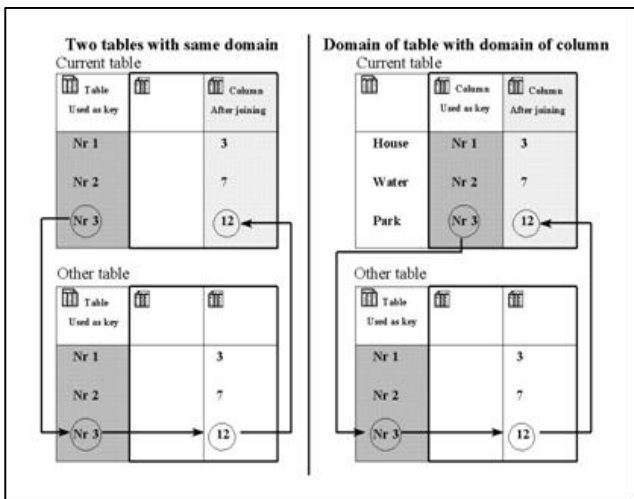 Two tables with same domain
Current table
Table
Column
Used as key
After joining
Nr 1
3
Nr 2
7
Nr 3
12
Other table
Table
Used as key
Nr 1
3
Nr 2
7
Nr 3
12
Domain of table with domain of column
Current table
Column
Column
Used as key
After joining
House
Nr 1
3
Water
Nr 2
7
Park
Nr 3
12
Other table
Table
Used as key
Nr 1
3
Nr 2
7
Nr 3
12